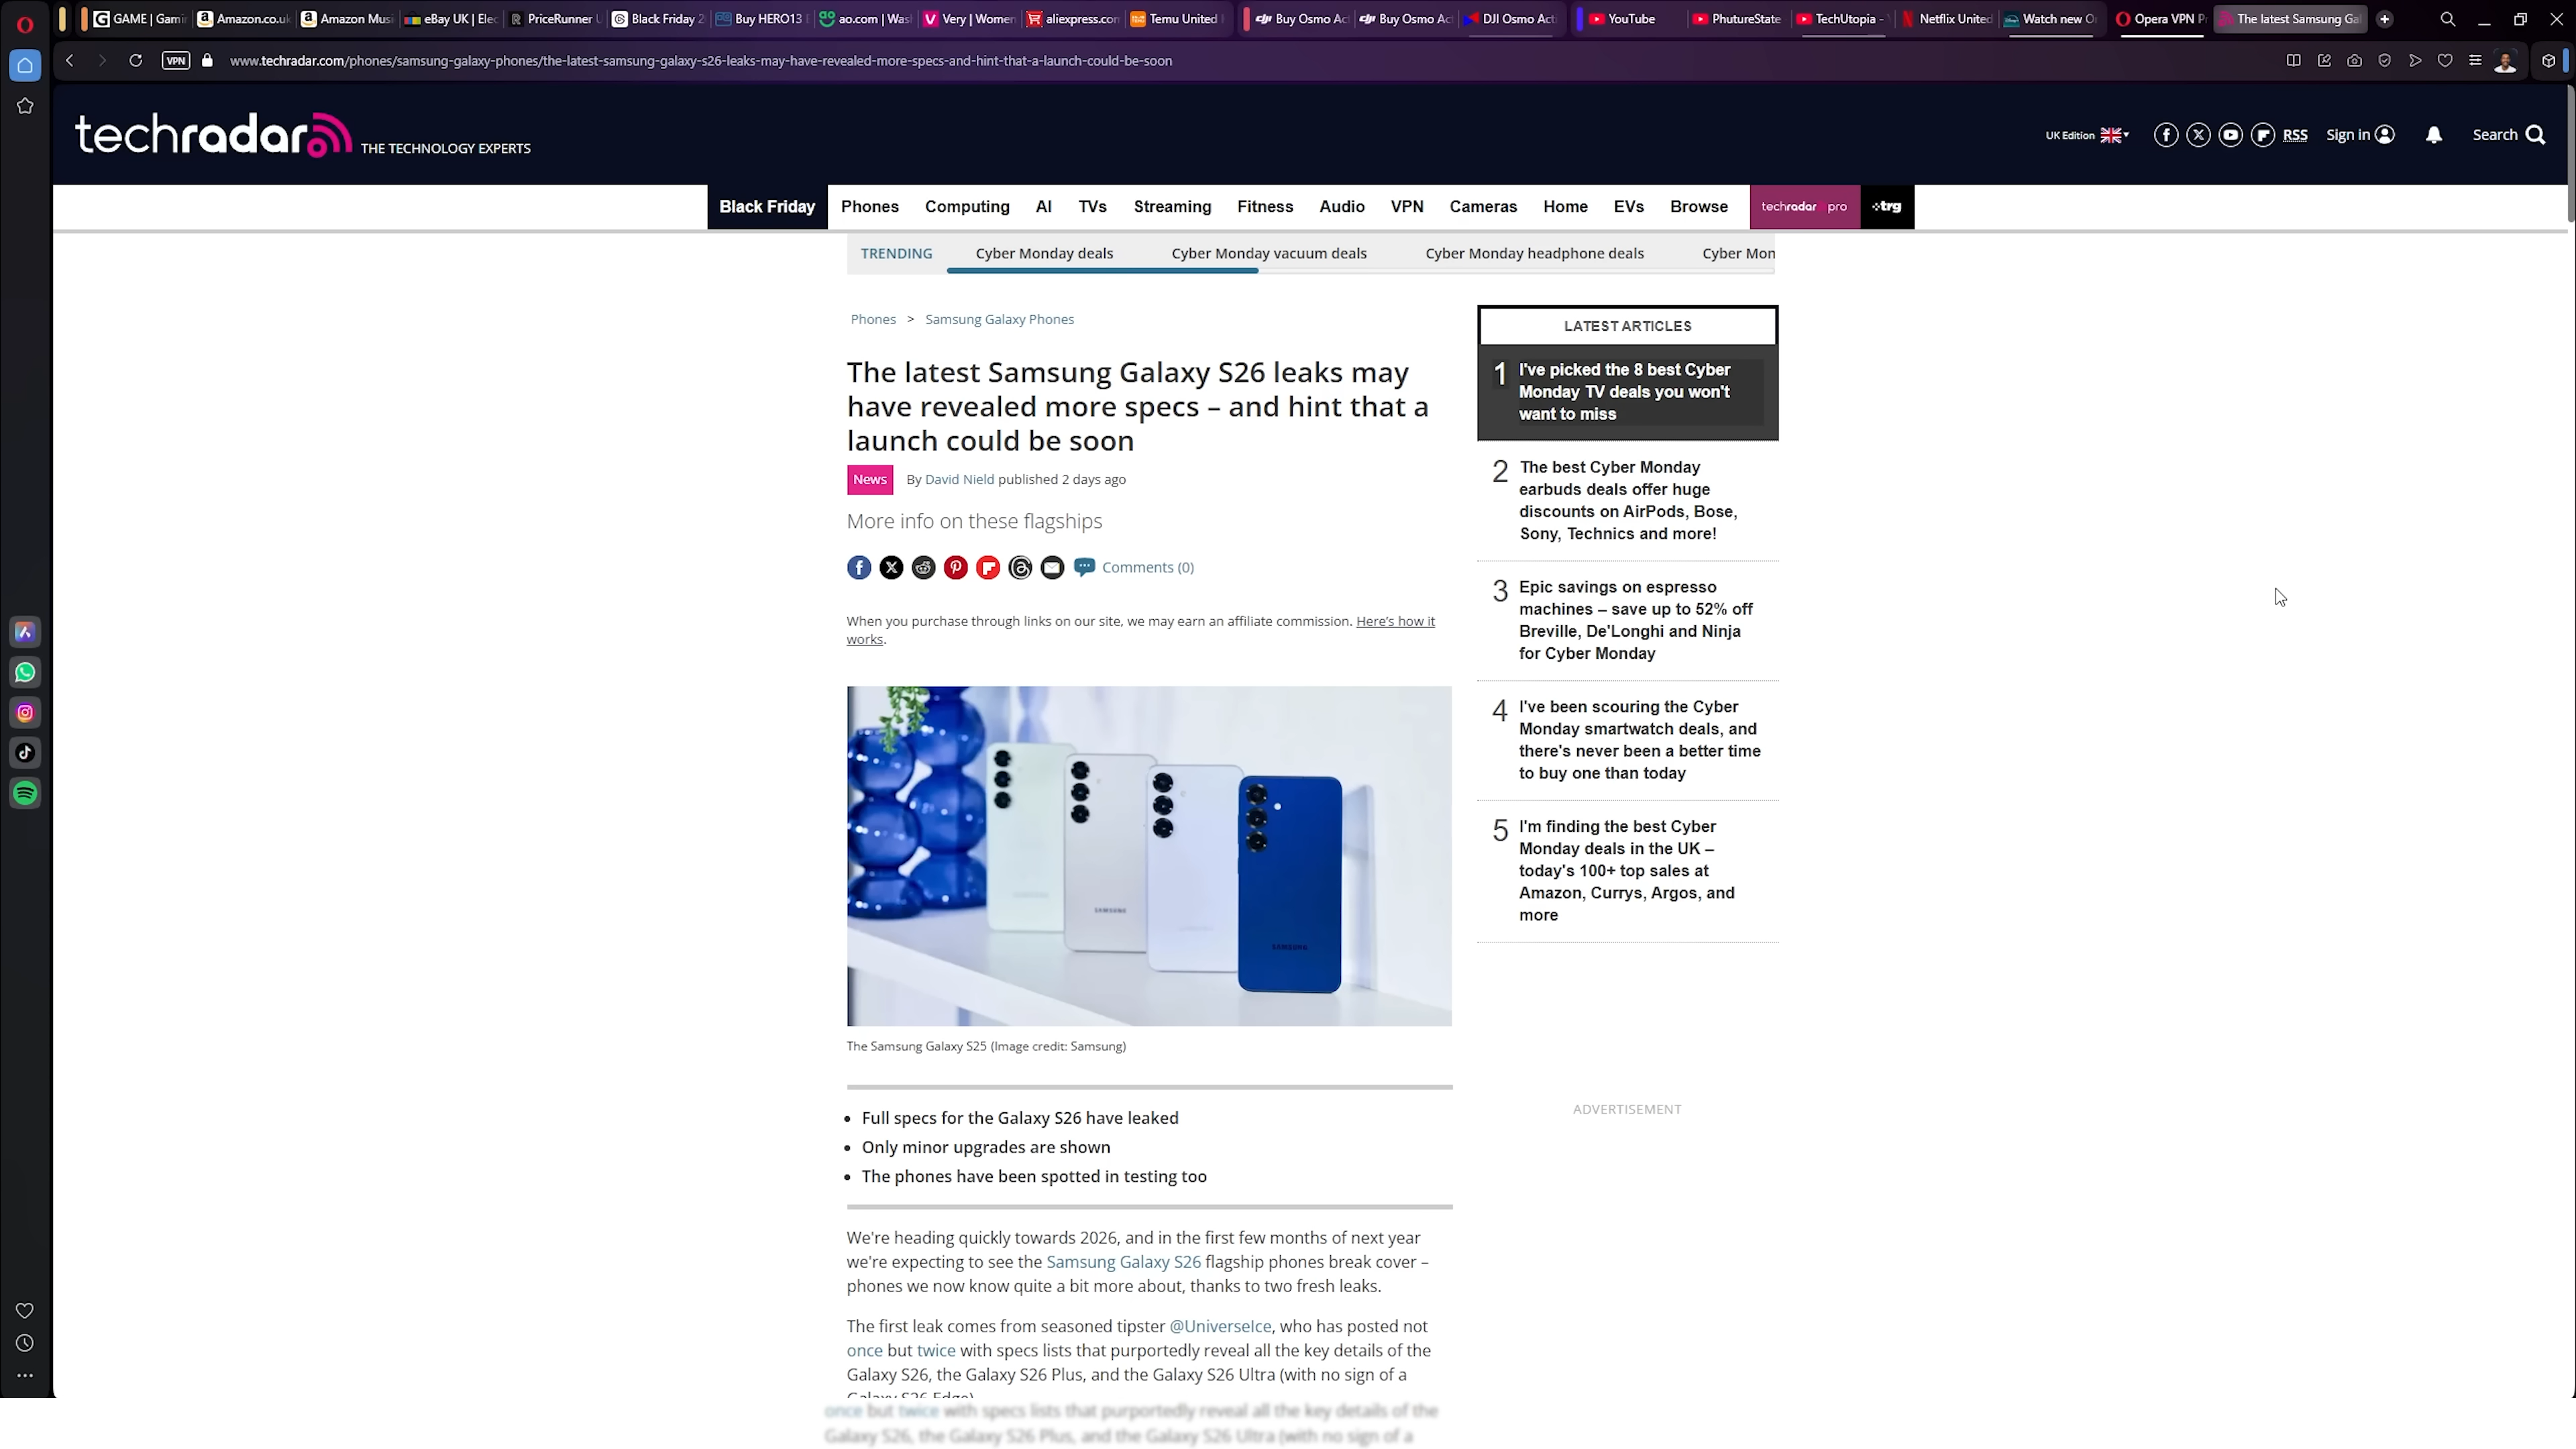 GAME | Gami
Amazon.co.uk
Amazon Musi
eBay UK | Elec
PriceRunner U
Black Friday 2
Buy HERO13
ao.com | Was
Very | Women
aliexpress.com
Temu United
Buy Osmo Ac
Buy Osmo Ac
DJI Osmo Acti
YouTube
PhutureState
TechUtopia -
Netflix United
Watch new O
Opera VPN P
The latest Samsung Gal
VPN
www.techradar.com/phones/samsung-galaxy-phones/the-latest-samsung-galaxy-s26-leaks-may-have-revealed-more-specs-and-hint-that-a-launch-could-be-soon
techradar THE TECHNOLOGY EXPERTS
UK Edition
RSS
Sign in
Search
Black Friday Phones Computing AI TVs Streaming Fitness Audio VPN Cameras Home EVs Browse techradar pro trg
TRENDING Cyber Monday deals Cyber Monday vacuum deals Cyber Monday headphone deals Cyber Mon
Phones > Samsung Galaxy Phones
The latest Samsung Galaxy S26 leaks may
have revealed more specs – and hint that a
launch could be soon
News By David Nield published 2 days ago
More info on these flagships
Comments (0)
When you purchase through links on our site, we may earn an affiliate commission. Here's how it
works.
SAMSUNG
SAMSUNG
The Samsung Galaxy S25 (Image credit: Samsung)
• Full specs for the Galaxy S26 have leaked
• Only minor upgrades are shown
• The phones have been spotted in testing too
We're heading quickly towards 2026, and in the first few months of next year
we're expecting to see the Samsung Galaxy S26 flagship phones break cover –
phones we now know quite a bit more about, thanks to two fresh leaks.
The first leak comes from seasoned tipster @UniverseIce, who has posted not
once but twice with specs lists that purportedly reveal all the key details of the
Galaxy S26, the Galaxy S26 Plus, and the Galaxy S26 Ultra (with no sign of a
Galaxy S26 Edge)
once but twice with specs lists that purportedly reveal all the key details of the
Galaxy S26, the Galaxy S26 Plus, and the Galaxy S26 Ultra (with no sign of a
LATEST ARTICLES
1 I've picked the 8 best Cyber
Monday TV deals you won't
want to miss
2 The best Cyber Monday
earbuds deals offer huge
discounts on AirPods, Bose,
Sony, Technics and more!
3 Epic savings on espresso
machines – save up to 52% off
Breville, De'Longhi and Ninja
for Cyber Monday
4 I've been scouring the Cyber
Monday smartwatch deals, and
there's never been a better time
to buy one than today
5 I'm finding the best Cyber
Monday deals in the UK –
today's 100+ top sales at
Amazon, Currys, Argos, and
more
ADVERTISEMENT